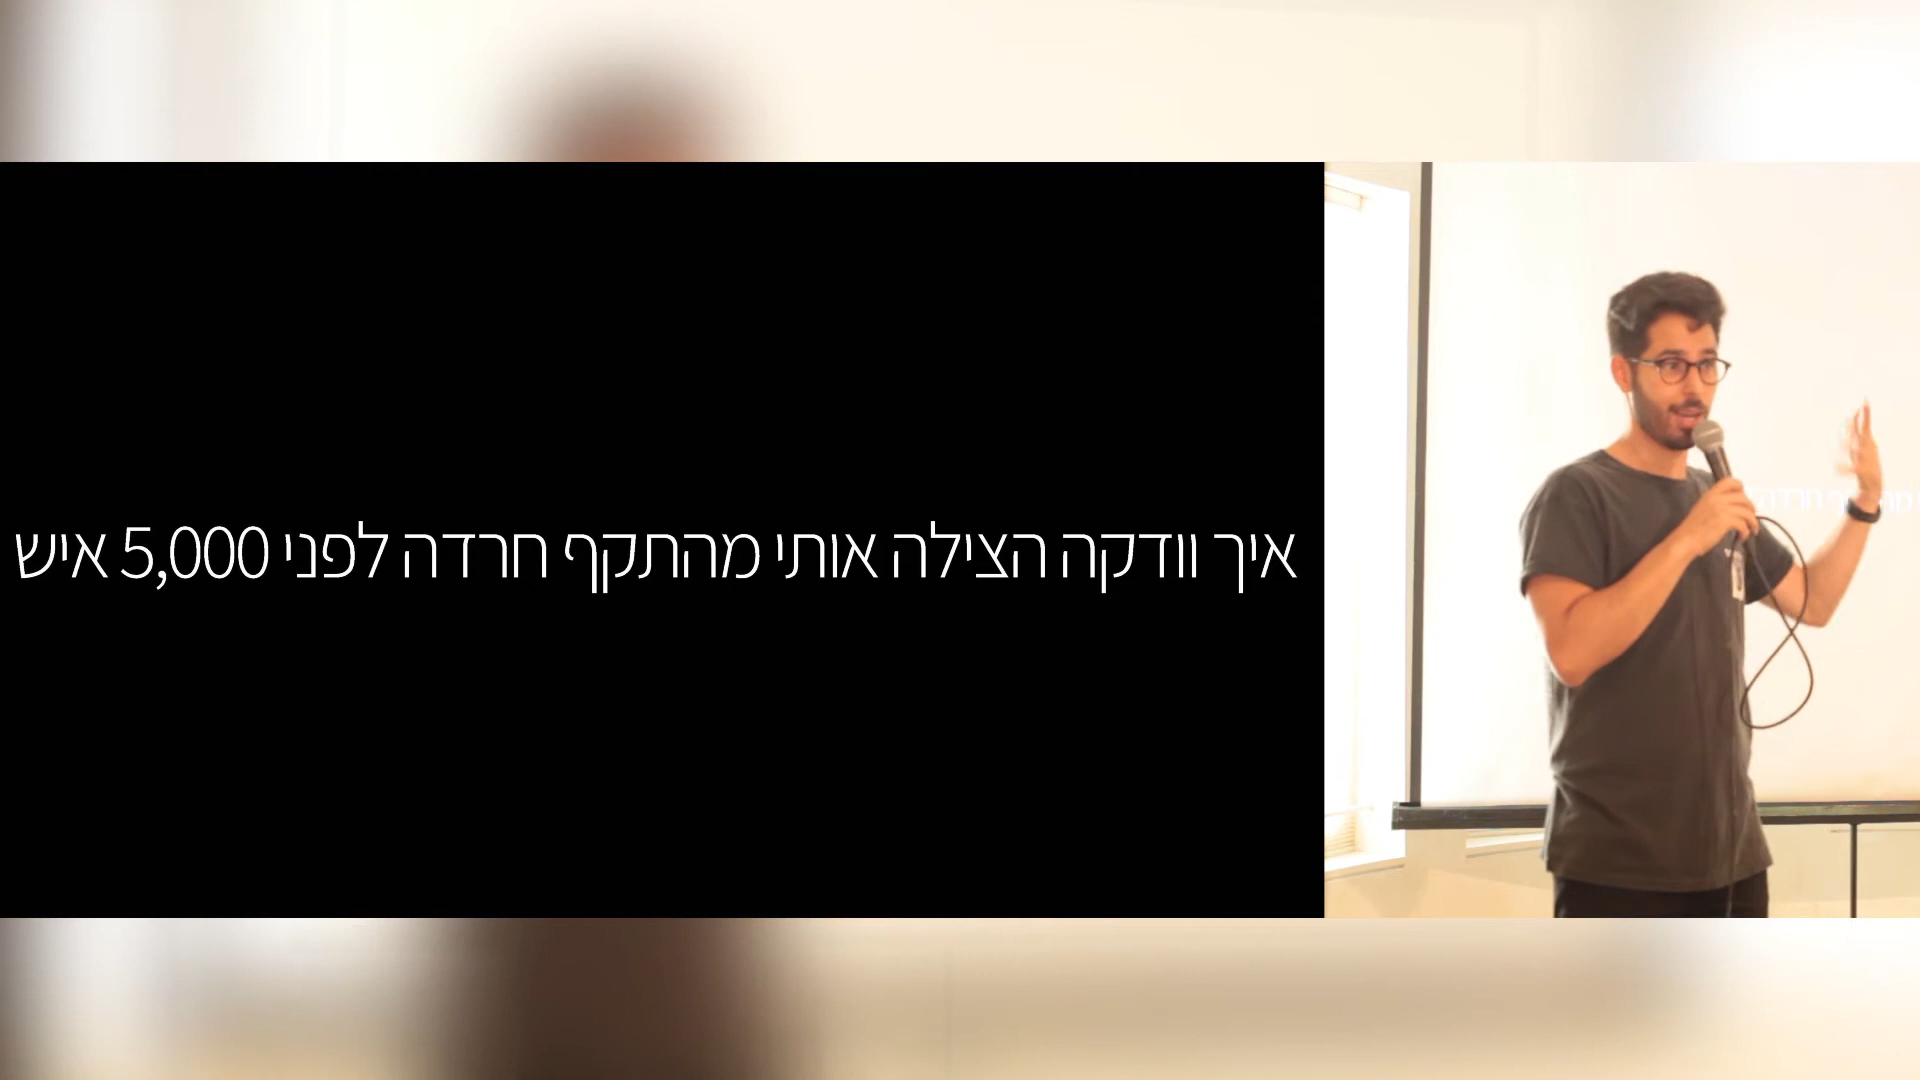 איך וודקה הצילה אותי מהתקף חרדה לפני 5,000 איש